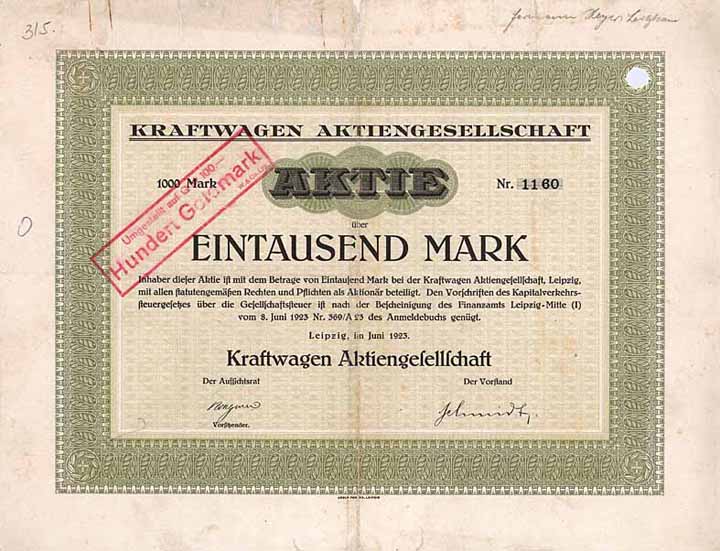 315.
KRAFTWAGEN AKTIENGESELLSCHAFT
1000 Mark
AKTIE
Nr. 1160
Umgestellt auf G.M. 100.—
Hundert Goldmark
über
EINTAUSEND MARK
Inhaber dieser Aktie ist mit dem Betrage von Eintausend Mark bei der Kraftwagen Aktiengesellschaft, Leipzig,
mit allen statutengemäßen Rechten und Pflichten als Aktionär beteiligt. Den Vorschriften des Kapitalverkehrs-
steuergesetzes über die Gesellschaftsteuer ist nach der Bescheinigung des Finanzamts Leipzig-Mitte (I)
vom 8. Juni 1923 Nr. 369/A 23 des Anmeldebuchs genügt.
Leipzig, im Juni 1923.
Kraftwagen Aktiengesellschaft
Der Aufsichtsrat
Der Vorstand
Schmidt
Vorsitzender.